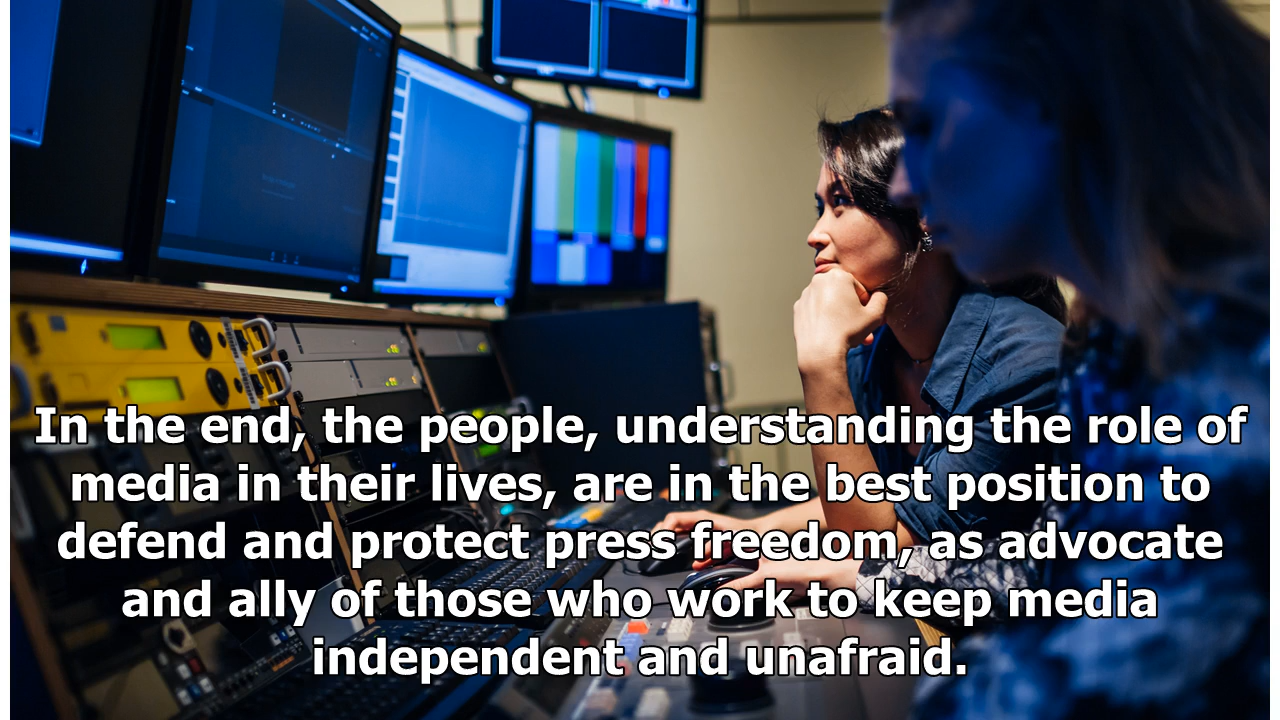 In the end, the people, understanding the role of
media in their lives, are in the best position to
defend and protect press freedom, as advocate
and ally of those who work to keep media
independent and unafraid.